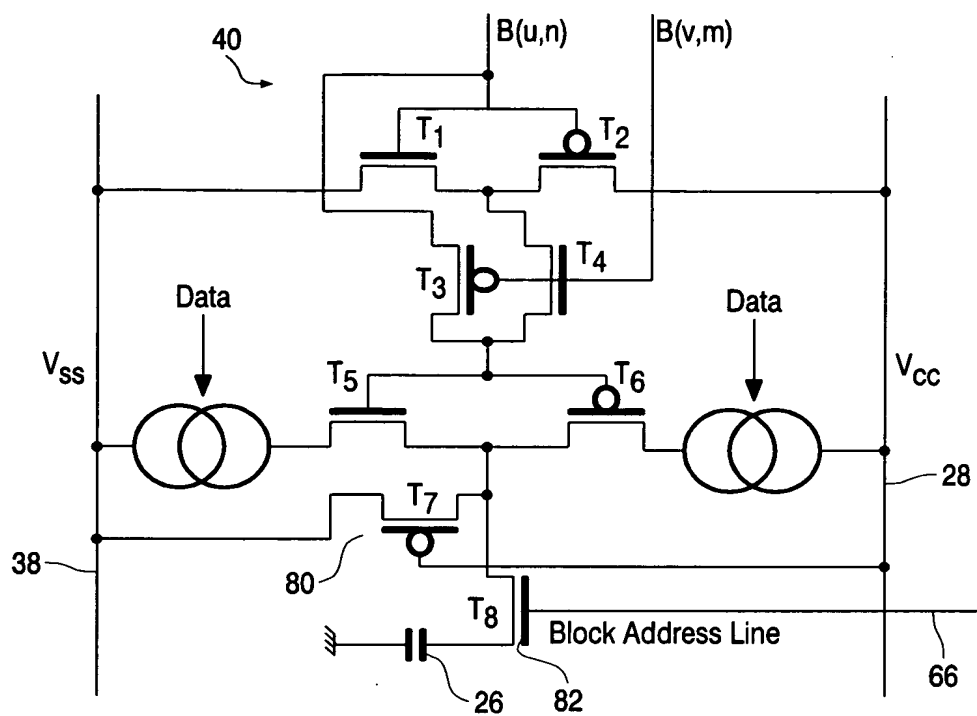 40
B(u,n)
B(v,m)
T1
T2
T3
T4
Data
Data
VSS
T5
T6
VCC
28
T7
38
80
T8
Block Address Line
26
82
66